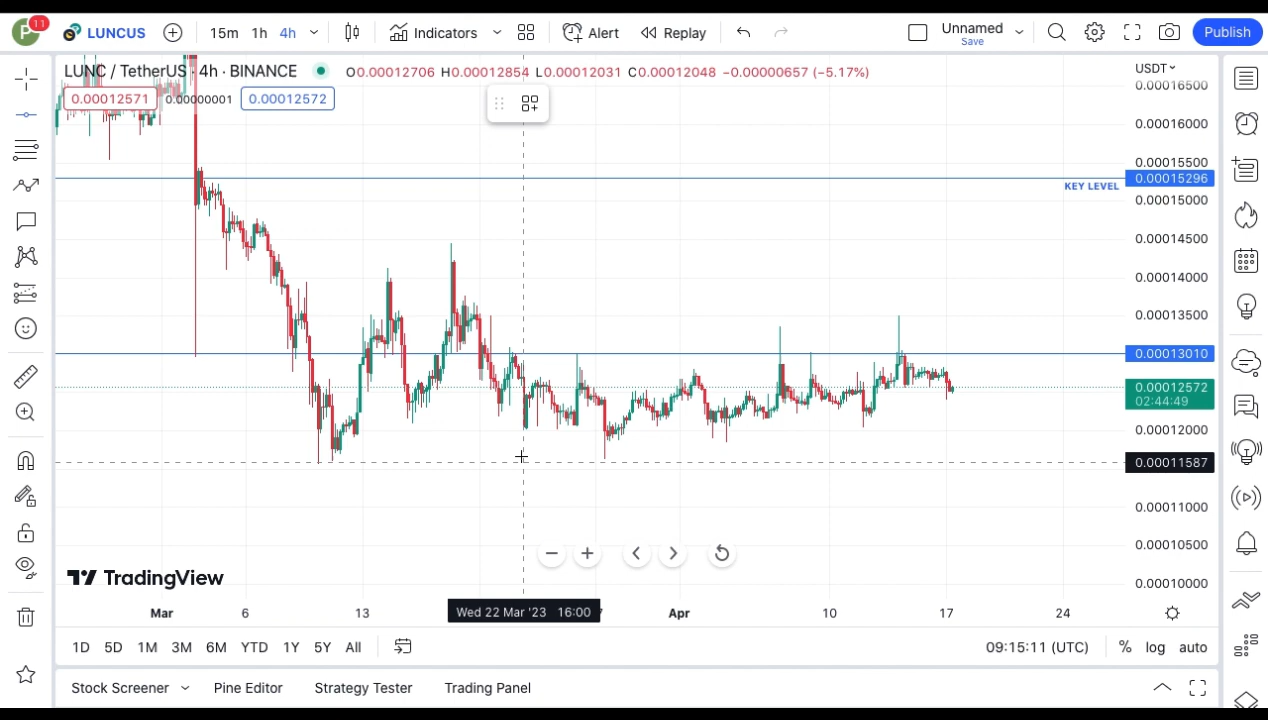 P 11 LUNCUS 15m 1h 4h Indicators Alert Replay Unnamed Save Publish
LUNC / TetherUS · 4h · BINANCE O0.00012706 H0.00012854 L0.00012031 C0.00012048 −0.00000657 (−5.17%) USDT
0.00012571 0.00000001 0.00012572
0.00016500
0.00016000
0.00015500
0.00015296
KEY LEVEL
0.00015000
0.00014500
0.00014000
0.00013500
0.00013010
0.00012572
02:44:49
0.00012000
0.00011587
0.00011000
0.00010500
TradingView
0.00010000
Mar 6 13 Wed 22 Mar '23 16:00 7 Apr 10 17 24
1D 5D 1M 3M 6M YTD 1Y 5Y All 09:15:11 (UTC) % log auto
Stock Screener Pine Editor Strategy Tester Trading Panel